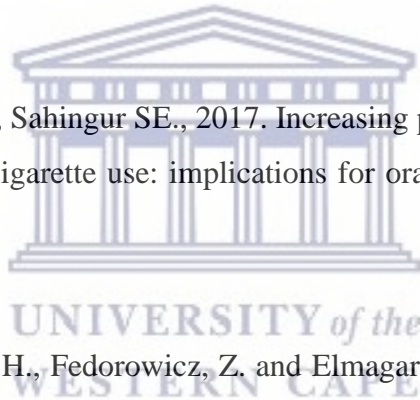 , Sahingur SE., 2017. Increasing p
igarette use: implications for ora
UNIVERSITY of the
H., Fedorowicz, Z. and Elmagar
WESTERN CAPE